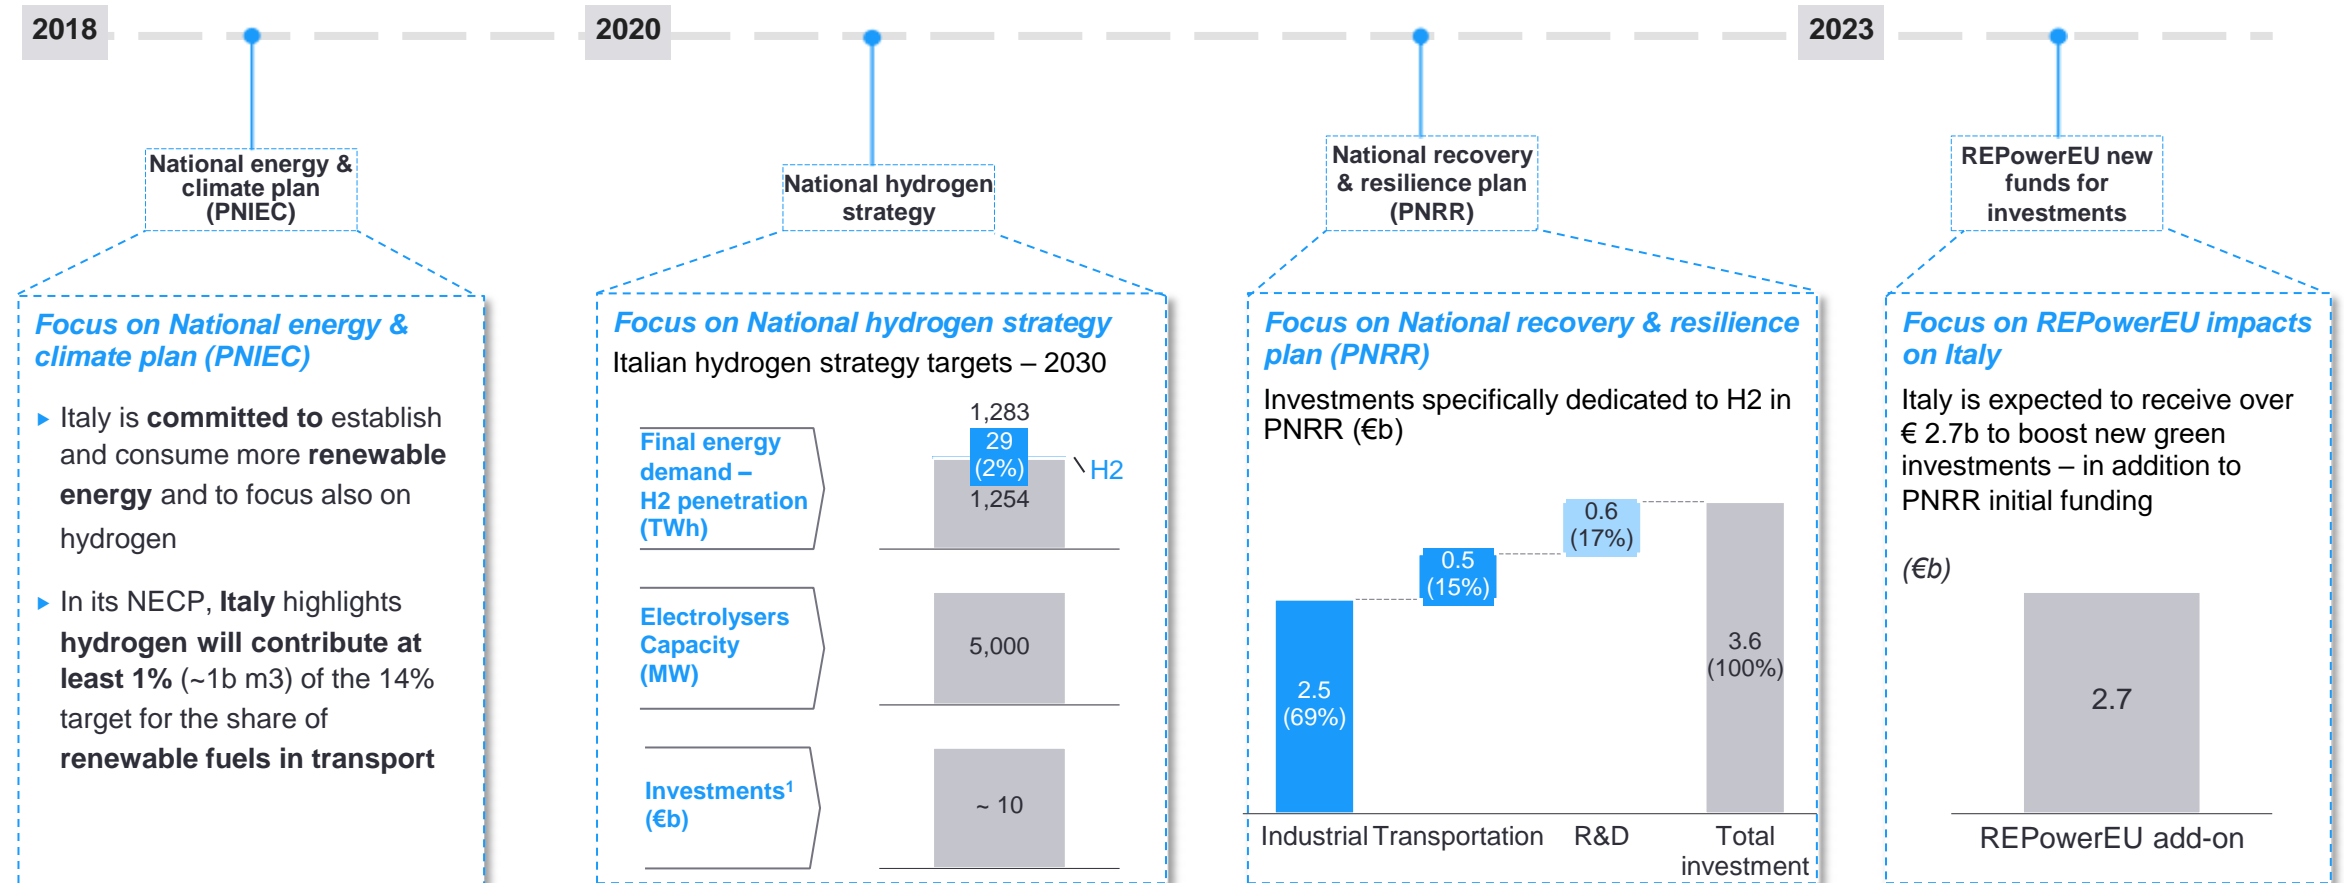 2018
2020
2023
National energy &
climate plan
(PNIEC)
National hydrogen
strategy
National recovery
& resilience plan
(PNRR)
REPowerEU new
funds for
investments
Focus on National energy &
climate plan (PNIEC)
▸ Italy is committed to establish
and consume more renewable
energy and to focus also on
hydrogen
▸ In its NECP, Italy highlights
hydrogen will contribute at
least 1% (~1b m3) of the 14%
target for the share of
renewable fuels in transport
Focus on National hydrogen strategy
Italian hydrogen strategy targets – 2030
Final energy
demand –
H2 penetration
(TWh)
1,283
29
(2%)
H2
1,254
Electrolysers
Capacity
(MW)
5,000
Investments¹
(€b)
~ 10
Focus on National recovery & resilience
plan (PNRR)
Investments specifically dedicated to H2 in
PNRR (€b)
2.5
(69%)
0.5
(15%)
0.6
(17%)
3.6
(100%)
Industrial Transportation R&D Total
investment
Focus on REPowerEU impacts
on Italy
Italy is expected to receive over
€ 2.7b to boost new green
investments – in addition to
PNRR initial funding
(€b)
2.7
REPowerEU add-on